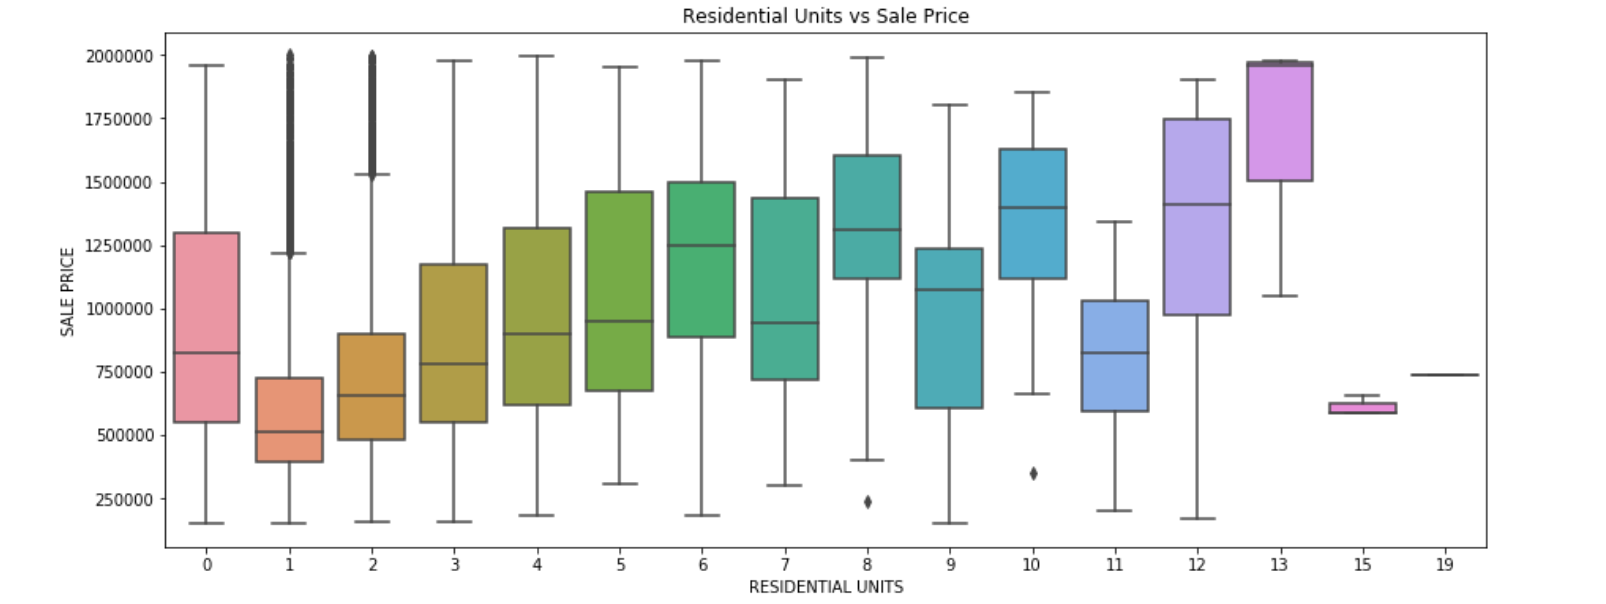 Residential Units vs Sale Price
SALE PRICE
2000000
1750000
1500000
1250000
1000000
750000
500000
250000
0 1 2 3 4 5 6 7 8 9 10 11 12 13 15 19
RESIDENTIAL UNITS